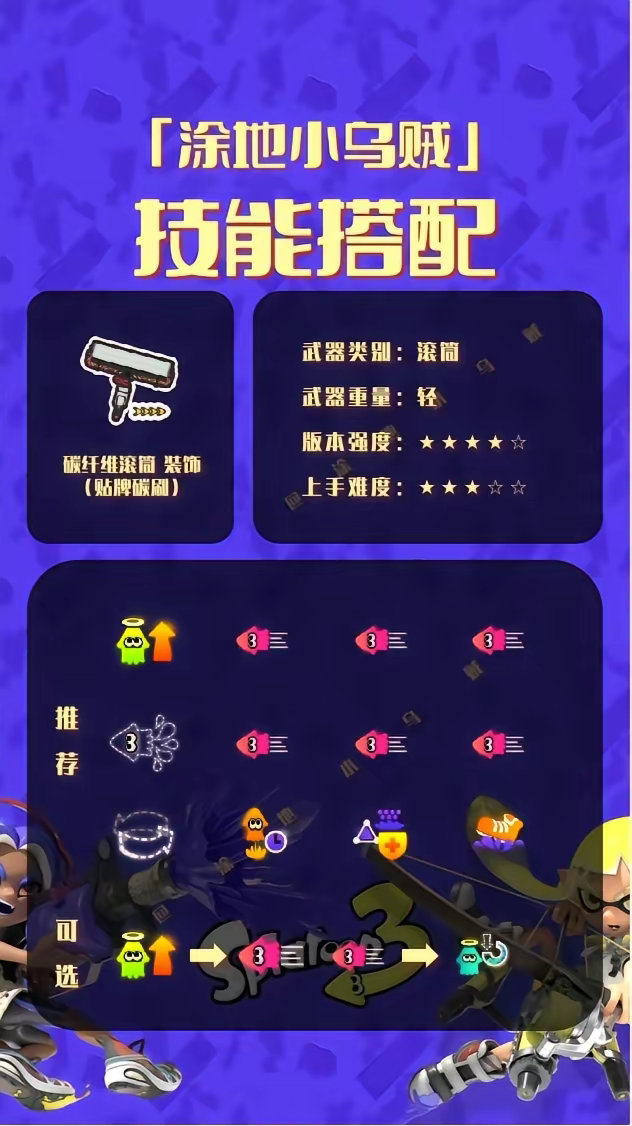 「涂地小乌贼」
技能搭配
碳纤维滚筒 装饰
（贴牌碳刷）
武器类别：滚筒
武器重量：轻
版本强度：★★★★☆
上手难度：★★★☆☆
推荐
可选
Splatoon 3